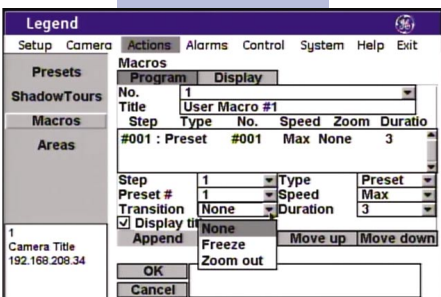 Legend
Setup Camera Actions Alarms Control System Help Exit
Presets
ShadowTours
Macros
Areas
Macros
Program Display
No. 1
Title User Macro #1
Step Type No. Speed Zoom Duratio
#001 : Preset #001 Max None 3
Step 1 Type Preset
Preset # 1 Speed Max
Transition None Duration 3
Display ti
None
Freeze
Zoom out
Append Move up Move down
OK
Cancel
1
Camera Title
192.168.208.34